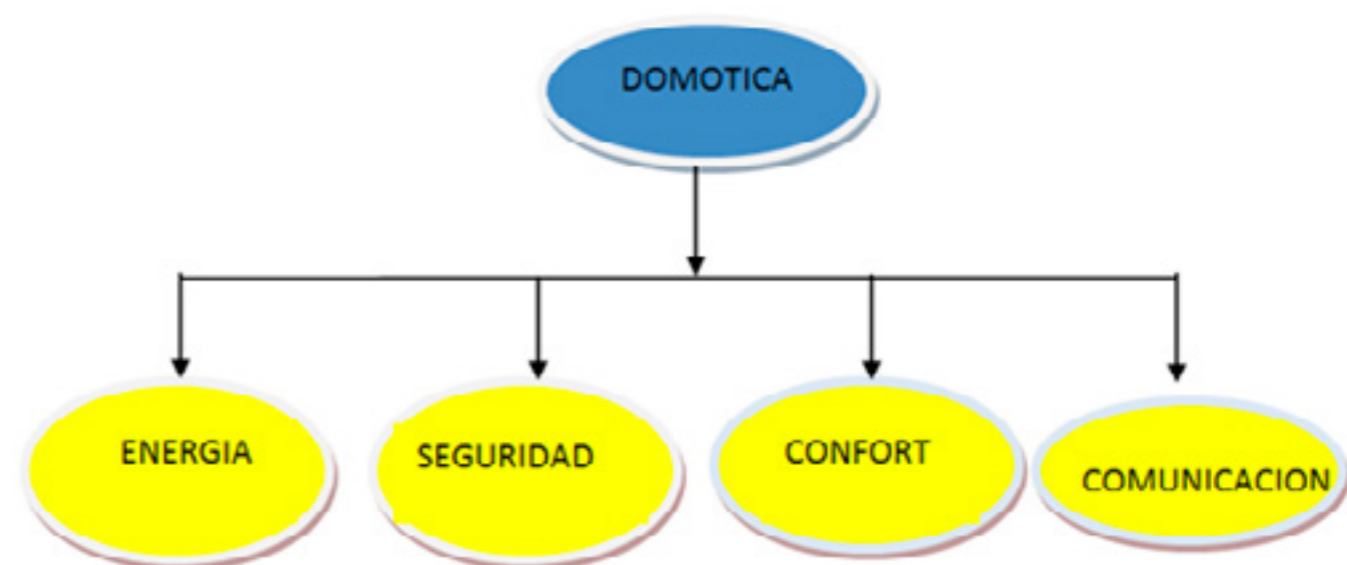 DOMOTICA
ENERGIA
SEGURIDAD
CONFORT
COMUNICACION